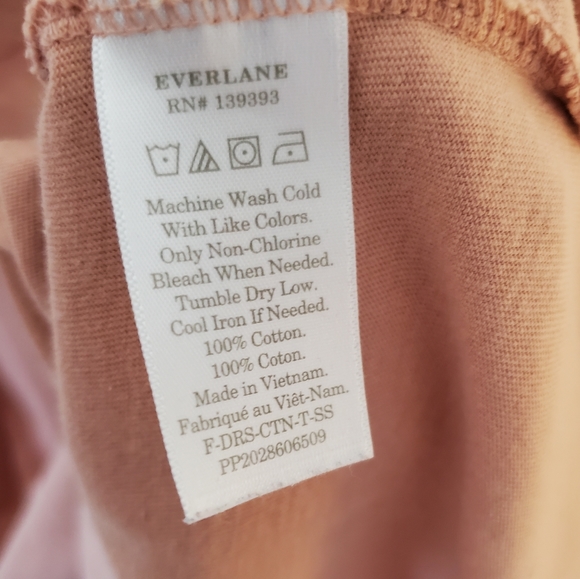 EVERLANE
RN# 139393
Machine Wash Cold
With Like Colors.
Only Non-Chlorine
Bleach When Needed.
Tumble Dry Low.
Cool Iron If Needed.
100% Cotton.
100% Coton.
Made in Vietnam.
Fabriqué au Viêt-Nam.
F-DRS-CTN-T-SS
PP2028606509